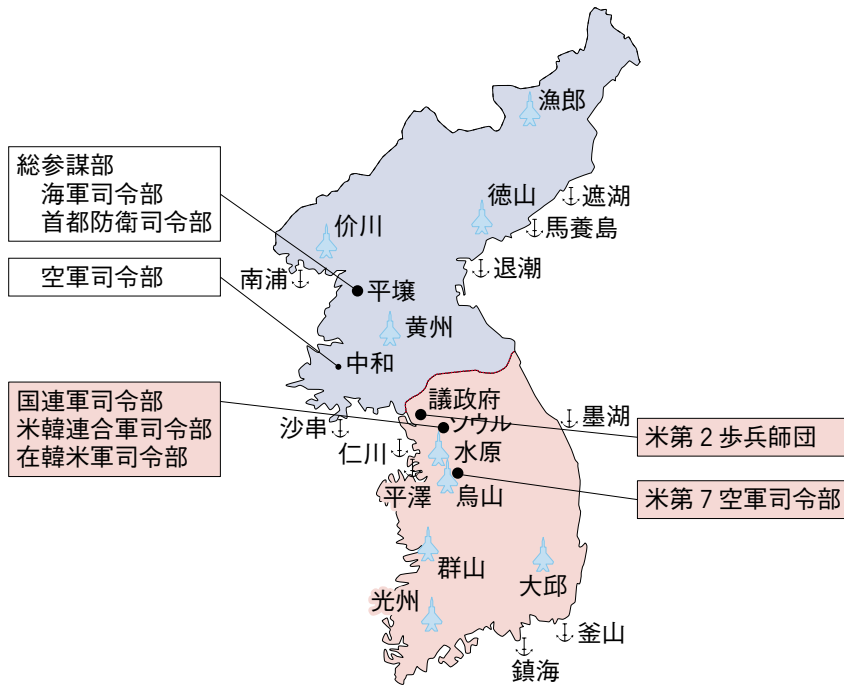 総参謀部
海軍司令部
首都防衛司令部
空軍司令部
国連軍司令部
米韓連合軍司令部
在韓米軍司令部
漁郎
徳山
遮湖
馬養島
价川
退潮
南浦
平壌
黄州
中和
議政府
ソウル
墨湖
沙串
仁川
水原
米第2歩兵師団
平澤
烏山
米第7空軍司令部
群山
大邱
光州
釜山
鎮海